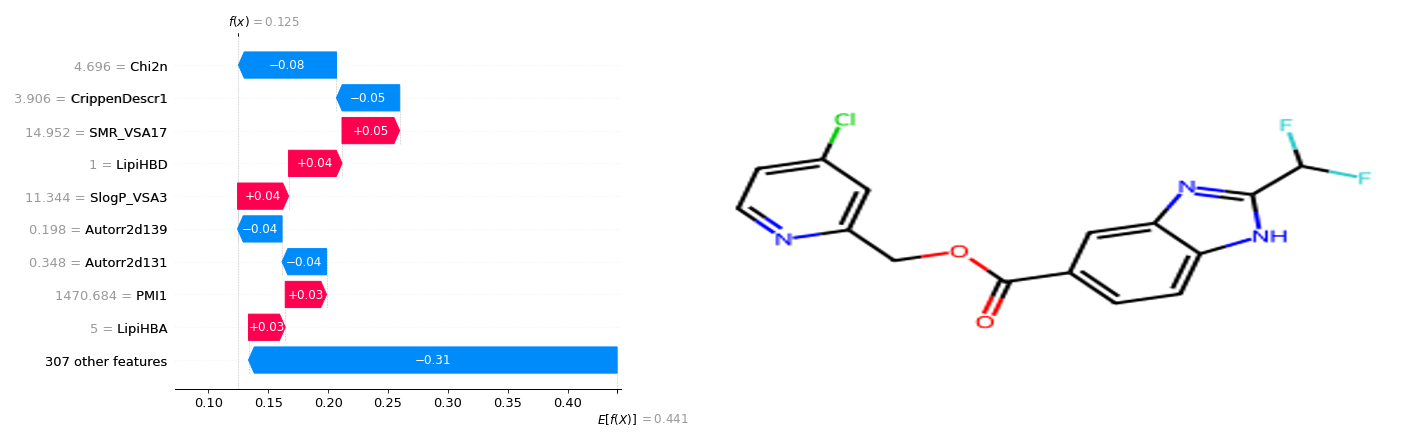 f(x) = 0.125
4.696 = Chi2n
−0.08
3.906 = CrippenDescr1
−0.05
14.952 = SMR_VSA17
+0.05
1 = LipiHBD
+0.04
11.344 = SlogP_VSA3
+0.04
0.198 = Autorr2d139
−0.04
0.348 = Autorr2d131
−0.04
1470.684 = PMI1
+0.03
5 = LipiHBA
+0.03
307 other features
−0.31
0.10 0.15 0.20 0.25 0.30 0.35 0.40
E[f(X)] = 0.441
Cl
F
F
N
N
NH
O
O